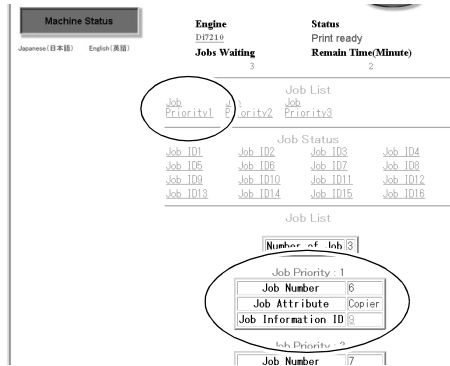 Machine Status
Japanese(日本語) English(英語)
Engine Status
Di7210 Print ready
Jobs Waiting Remain Time(Minute)
3 2
Job List
Job Job
Priority1 Priority3
Job Status
Job ID1 Job ID2 Job ID3 Job ID4
Job ID5 Job ID6 Job ID7 Job ID8
Job ID9 Job ID10 Job ID11 Job ID12
Job ID13 Job ID14 Job ID15 Job ID16
Job List
Number of Job 3
Job Priority : 1
Job Number 6
Job Attribute Copier
Job Information ID 9
Job Priority : 2
Job Number 7